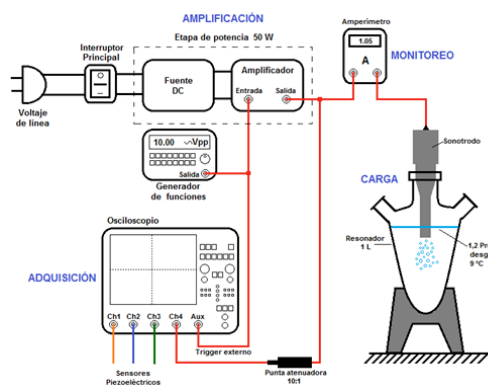 AMPLIFICACIÓN
Etapa de potencia 50 W
Interruptor
Principal
Voltaje
de línea
Fuente
DC
Amplificador
Entrada
Salida
Amperímetro
1.05
A
MONITOREO
10.00
Vpp
Salida
Generador
de funciones
Sonotrodo
CARGA
Resonador
1 L
1,2
desg
9 ºC
Osciloscopio
ADQUISICIÓN
Ch1
Ch2
Ch3
Ch4
Aux
Trigger externo
Sensores
Piezoeléctricos
Punta atenuadora
10:1